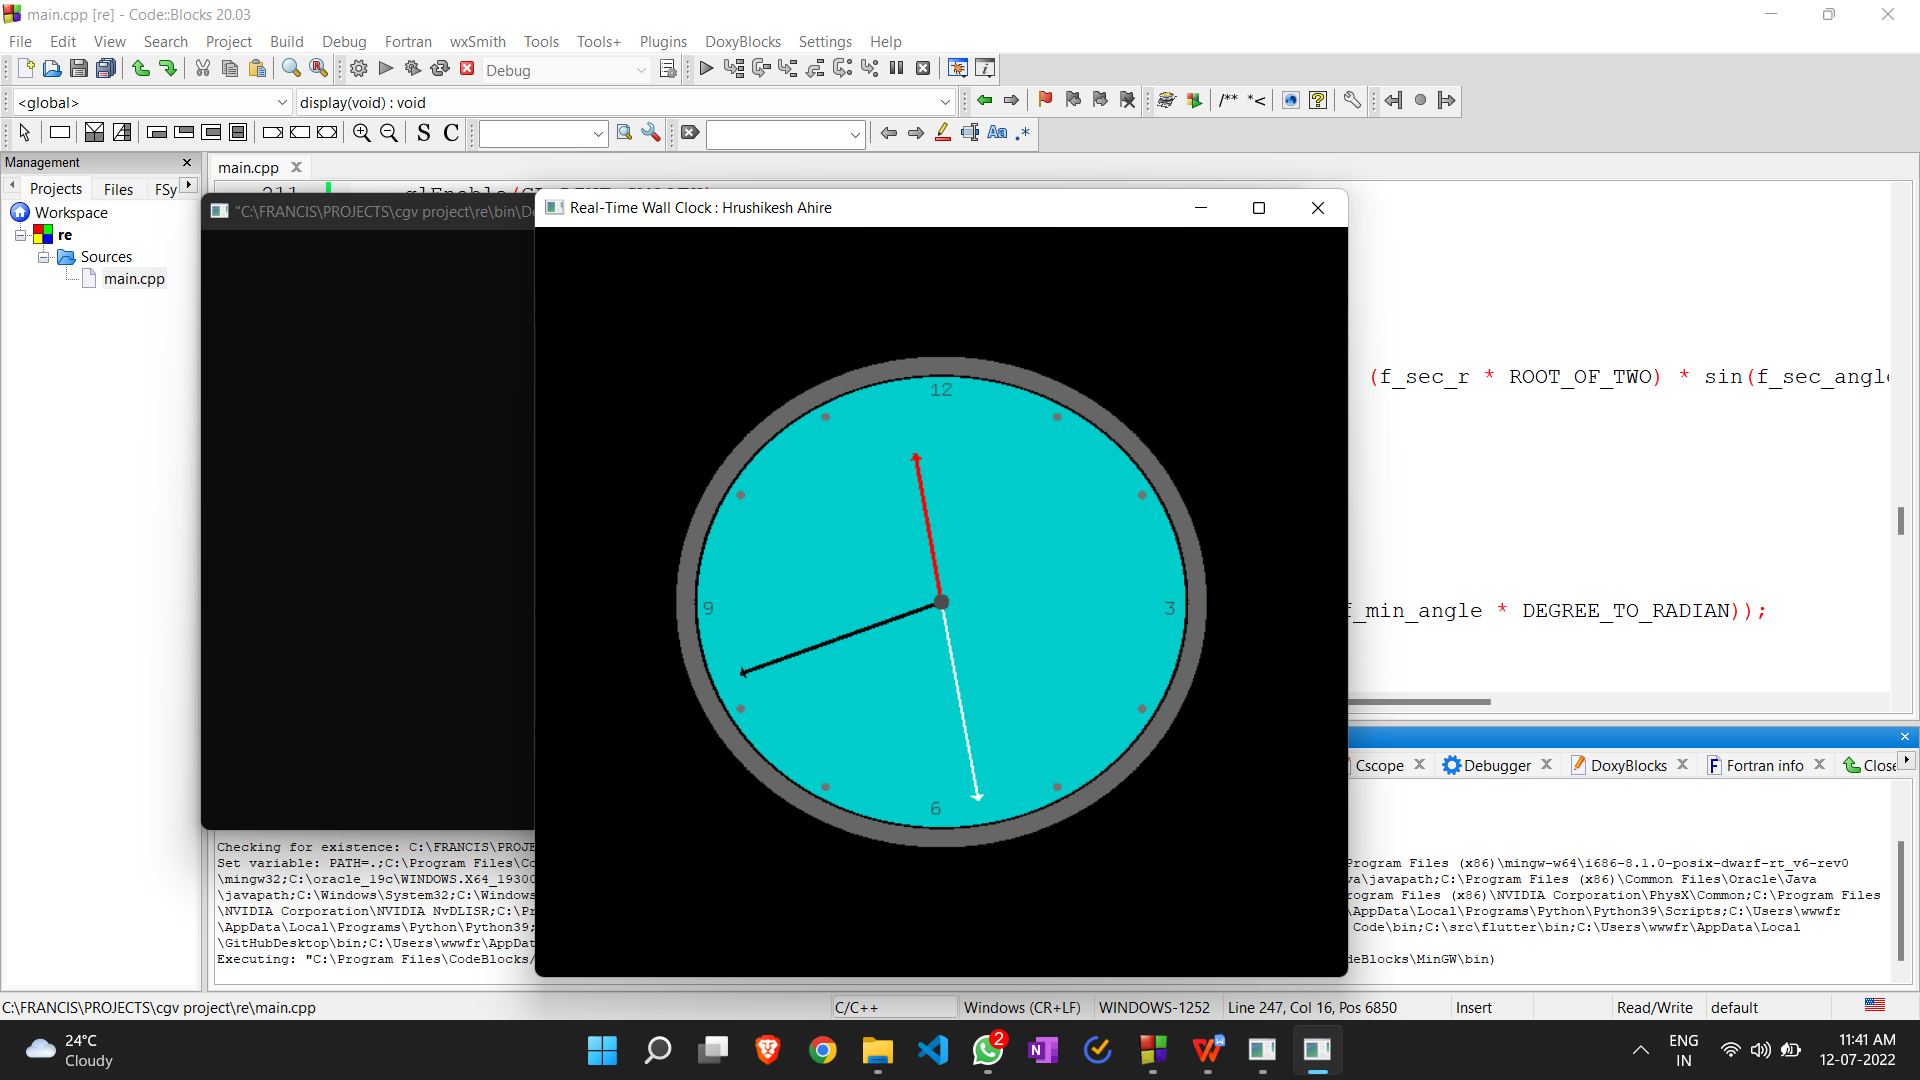 main.cpp [re] - Code::Blocks 20.03
File Edit View Search Project Build Debug Fortran wxSmith Tools Tools+ Plugins DoxyBlocks Settings Help
Debug
<global> display(void) : void
/** *<
S C Aa .*
Management
Projects Files FSy
main.cpp
Workspace
re
Sources
main.cpp
211
"C:\FRANCIS\PROJECTS\cgv project\re\bin\De
Real-Time Wall Clock : Hrushikesh Ahire
12
9
3
6
(f_sec_r * ROOT_OF_TWO) * sin(f_sec_angle
f_min_angle * DEGREE_TO_RADIAN));
Cscope Debugger DoxyBlocks Fortran info Close
Checking for existence: C:\FRANCIS\PROJE
Set variable: PATH=.;C:\Program Files\Co Program Files (x86)\mingw-w64\i686-8.1.0-posix-dwarf-rt_v6-rev0
\mingw32;C:\oracle_19c\WINDOWS.X64_19300 va\javapath;C:\Program Files (x86)\Common Files\Oracle\Java
\javapath;C:\Windows\System32;C:\Windows rogram Files (x86)\NVIDIA Corporation\PhysX\Common;C:\Program Files
\NVIDIA Corporation\NVIDIA NvDLISR;C:\Pr \AppData\Local\Programs\Python\Python39\Scripts;C:\Users\wwwfr
\AppData\Local\Programs\Python\Python39; Code\bin;C:\src\flutter\bin;C:\Users\wwwfr\AppData\Local
\GitHubDesktop\bin;C:\Users\wwwfr\AppDat
Executing: "C:\Program Files\CodeBlocks/ deBlocks\MinGW\bin)
C:\FRANCIS\PROJECTS\cgv project\re\main.cpp C/C++ Windows (CR+LF) WINDOWS-1252 Line 247, Col 16, Pos 6850 Insert Read/Write default
24°C
Cloudy
2
ENG
IN
11:41 AM
12-07-2022